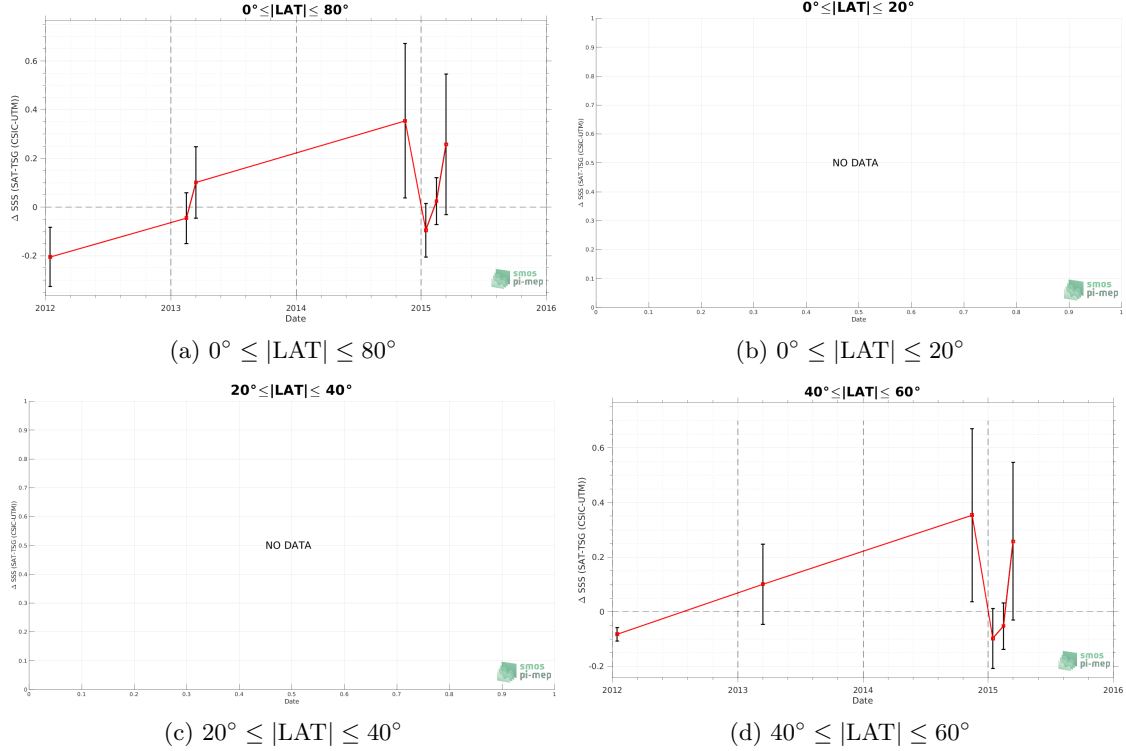 0°≤|LAT|≤ 80°
Δ SSS (SAT-TSG (CSIC-UTM))
0.6
0.4
0.2
0
-0.2
2012 2013 2014 2015 2016
Date
smos
pi-mep
(a) 0° ≤ |LAT| ≤ 80°
0°≤|LAT|≤ 20°
Δ SSS (SAT-TSG (CSIC-UTM))
1
0.9
0.8
0.7
0.6
0.5
0.4
0.3
0.2
0.1
0
NO DATA
0 0.1 0.2 0.3 0.4 0.5 0.6 0.7 0.8 0.9 1
Date
smos
pi-mep
(b) 0° ≤ |LAT| ≤ 20°
20°≤|LAT|≤ 40°
Δ SSS (SAT-TSG (CSIC-UTM))
1
0.9
0.8
0.7
0.6
0.5
0.4
0.3
0.2
0.1
0
NO DATA
0 0.1 0.2 0.3 0.4 0.5 0.6 0.7 0.8 0.9 1
Date
smos
pi-mep
(c) 20° ≤ |LAT| ≤ 40°
40°≤|LAT|≤ 60°
Δ SSS (SAT-TSG (CSIC-UTM))
0.6
0.4
0.2
0
-0.2
2012 2013 2014 2015 2016
Date
smos
pi-mep
(d) 40° ≤ |LAT| ≤ 60°